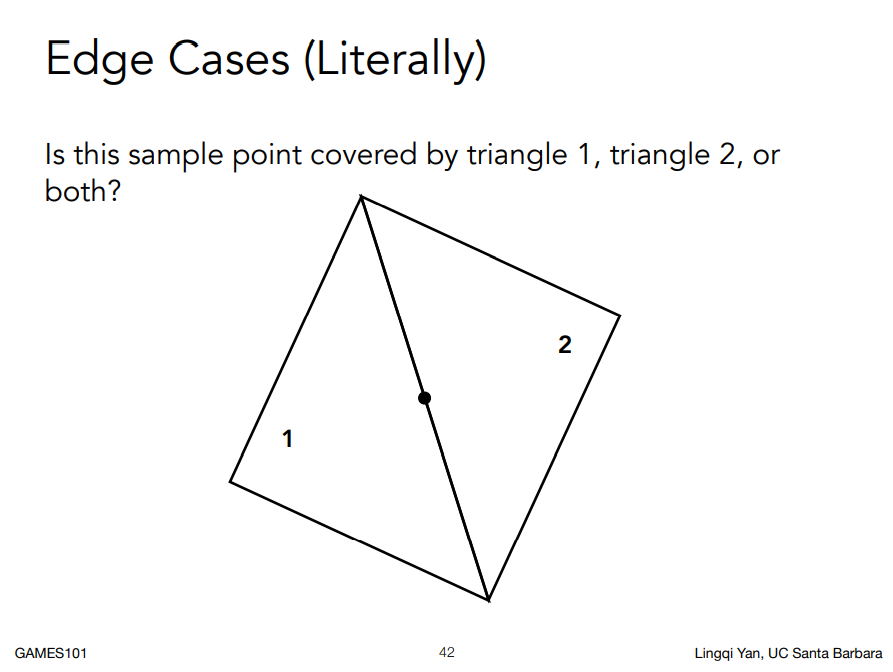 Edge Cases (Literally)
Is this sample point covered by triangle 1, triangle 2, or
both?
2
1
GAMES101
42
Lingqi Yan, UC Santa Barbara